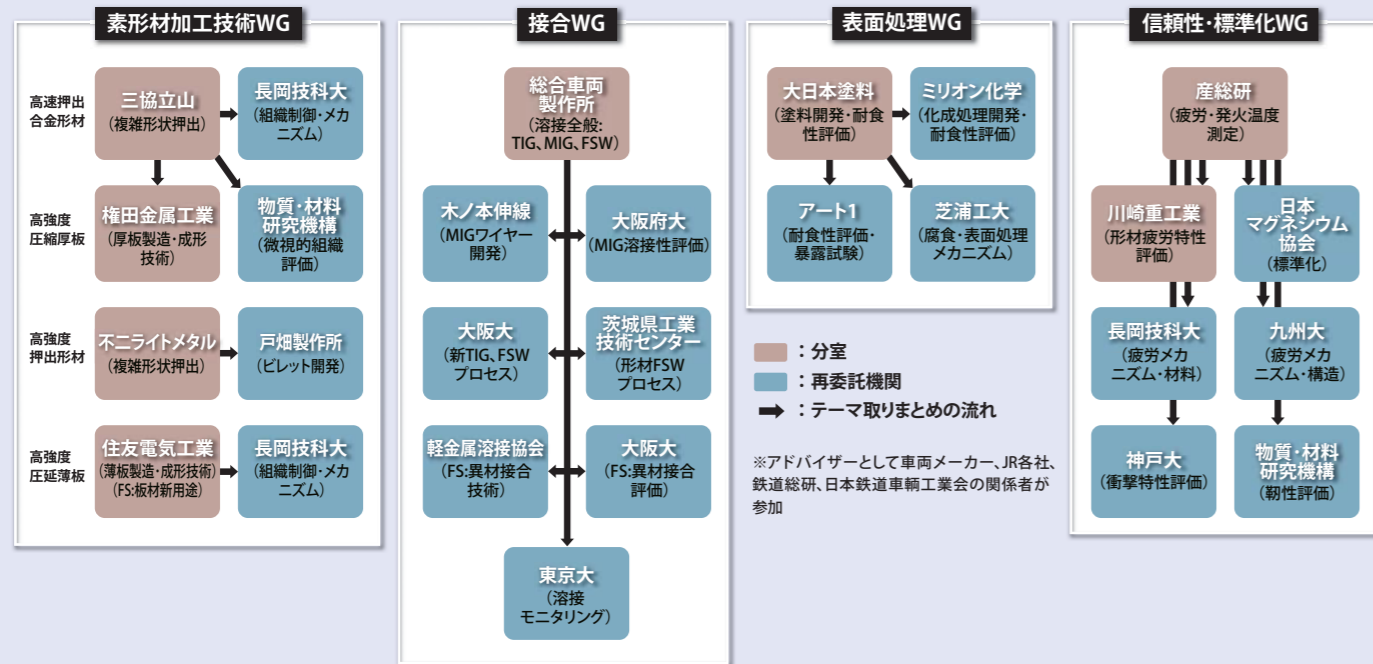 素形材加工技術WG
高速押出
合金形材
三協立山
(複雑形状押出)
長岡技科大
(組織制御・メカ
ニズム)
高強度
圧縮厚板
権田金属工業
(厚板製造・成形
技術)
物質・材料
研究機構
(微視的組織
評価)
高強度
押出形材
不二ライトメタル
(複雑形状押出)
戸畑製作所
(ビレット開発)
高強度
圧延薄板
住友電気工業
(薄板製造・成形技術)
(FS:板材新用途)
長岡技科大
(組織制御・メカ
ニズム)
接合WG
総合車両
製作所
(溶接全般:
TIG、MIG、FSW)
木ノ本伸線
(MIGワイヤー
開発)
大阪府大
(MIG溶接性評価)
大阪大
(新TIG、FSW
プロセス)
茨城県工業
技術センター
(形材FSW
プロセス)
軽金属溶接協会
(FS:異材接合
技術)
大阪大
(FS:異材接合
評価)
東京大
(溶接
モニタリング)
表面処理WG
大日本塗料
(塗料開発・耐食
性評価)
ミリオン化学
(化成処理開発・
耐食性評価)
アート1
(耐食性評価・
暴露試験)
芝浦工大
(腐食・表面処理
メカニズム)
:分室
:再委託機関
:テーマ取りまとめの流れ
※アドバイザーとして車両メーカー、JR各社、
鉄道総研、日本鉄道車輌工業会の関係者が
参加
信頼性・標準化WG
産総研
(疲労・発火温度
測定)
川崎重工業
(形材疲労特性
評価)
日本
マグネシウム
協会
(標準化)
長岡技科大
(疲労メカ
ニズム・材料)
九州大
(疲労メカ
ニズム・構造)
神戸大
(衝撃特性評価)
物質・材料
研究機構
(靭性評価)